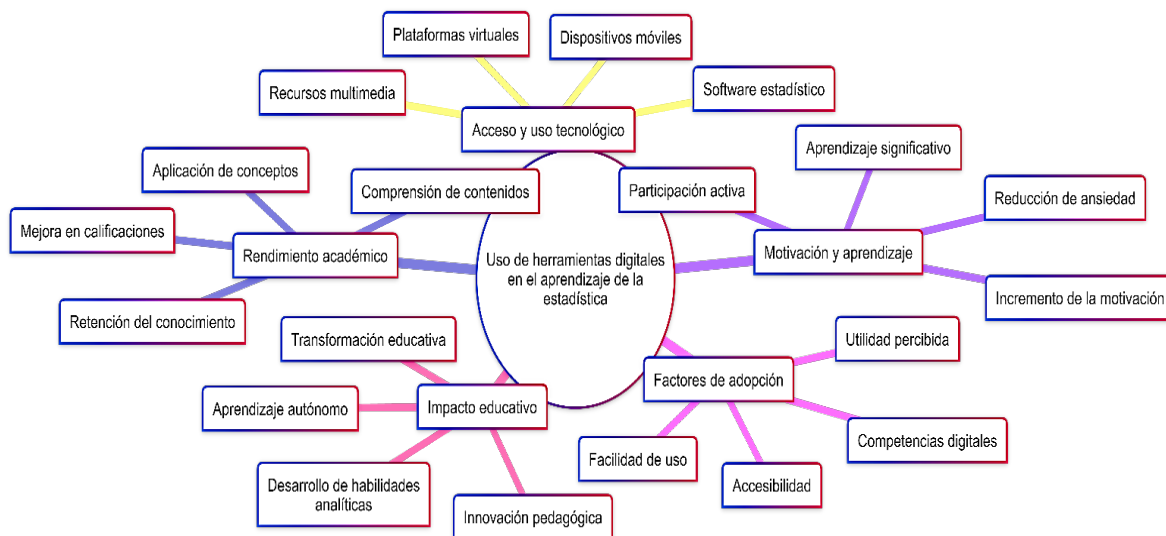 Plataformas virtuales
Dispositivos móviles
Recursos multimedia
Software estadístico
Acceso y uso tecnológico
Aprendizaje significativo
Aplicación de conceptos
Comprensión de contenidos
Participación activa
Reducción de ansiedad
Mejora en calificaciones
Rendimiento académico
Uso de herramientas digitales
en el aprendizaje de la
estadística
Motivación y aprendizaje
Incremento de la motivación
Retención del conocimiento
Transformación educativa
Utilidad percibida
Factores de adopción
Aprendizaje autónomo
Impacto educativo
Competencias digitales
Facilidad de uso
Accesibilidad
Desarrollo de habilidades
analíticas
Innovación pedagógica